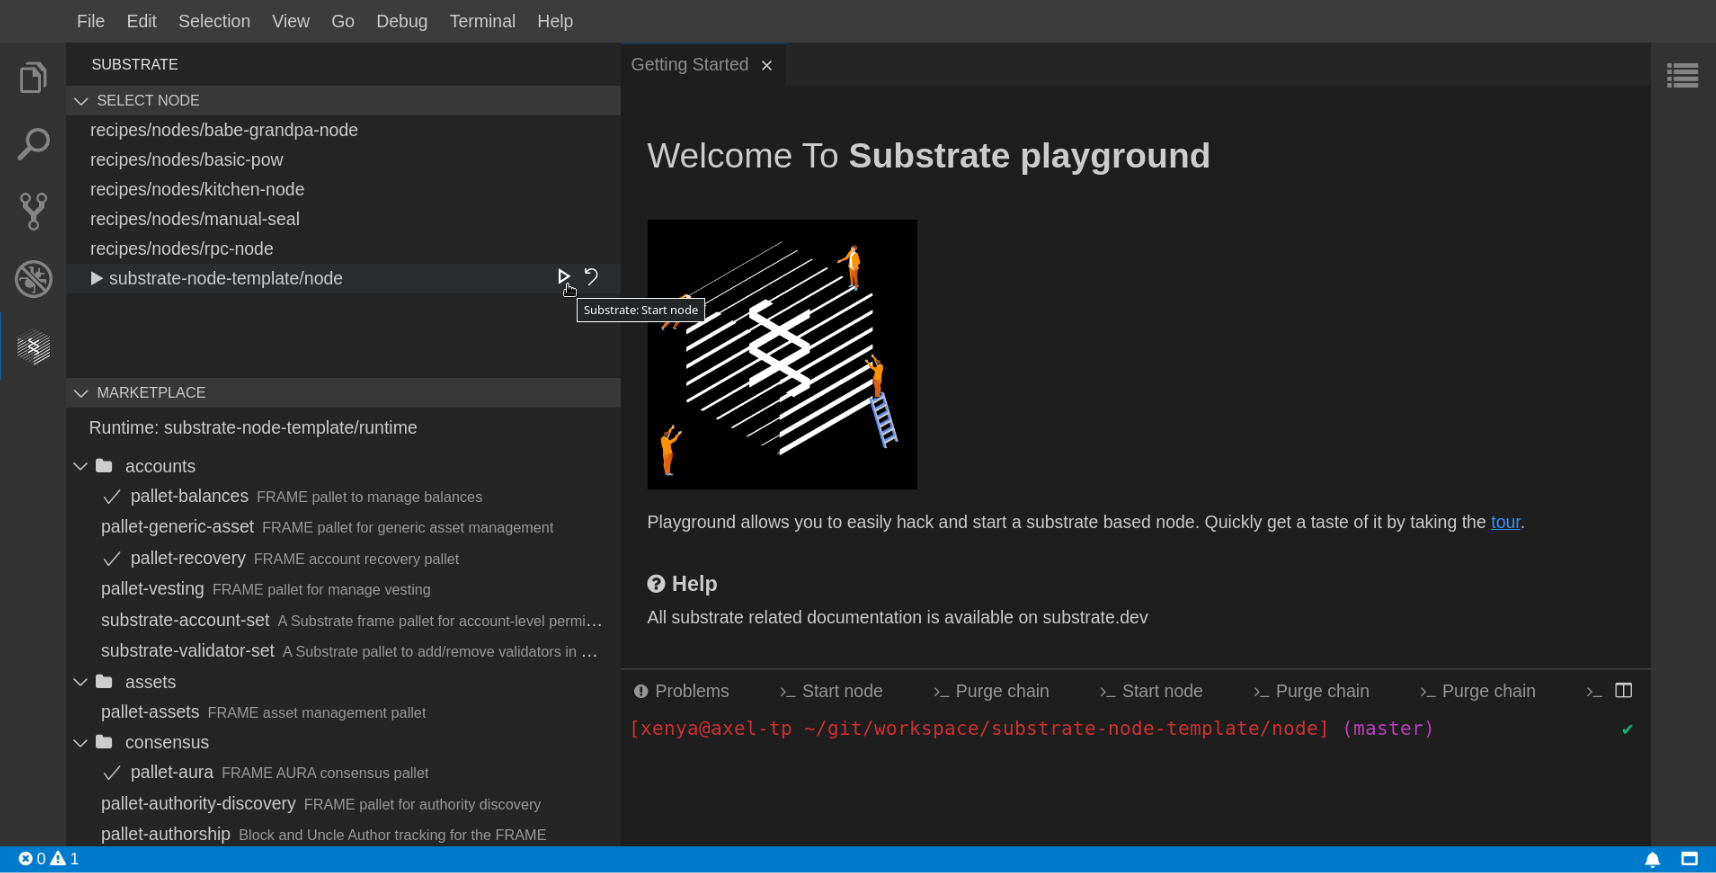 File Edit Selection View Go Debug Terminal Help
SUBSTRATE
SELECT NODE
recipes/nodes/babe-grandpa-node
recipes/nodes/basic-pow
recipes/nodes/kitchen-node
recipes/nodes/manual-seal
recipes/nodes/rpc-node
substrate-node-template/node
Substrate: Start node
MARKETPLACE
Runtime: substrate-node-template/runtime
accounts
pallet-balances FRAME pallet to manage balances
pallet-generic-asset FRAME pallet for generic asset management
pallet-recovery FRAME account recovery pallet
pallet-vesting FRAME pallet for manage vesting
substrate-account-set A Substrate frame pallet for account-level permi…
substrate-validator-set A Substrate pallet to add/remove validators in …
assets
pallet-assets FRAME asset management pallet
consensus
pallet-aura FRAME AURA consensus pallet
pallet-authority-discovery FRAME pallet for authority discovery
pallet-authorship Block and Uncle Author tracking for the FRAME
Getting Started
Welcome To Substrate playground
Playground allows you to easily hack and start a substrate based node. Quickly get a taste of it by taking the tour.
Help
All substrate related documentation is available on substrate.dev
Problems >_ Start node >_ Purge chain >_ Start node >_ Purge chain >_ Purge chain >_
[xenya@axel-tp ~/git/workspace/substrate-node-template/node] (master) ✔
0 1